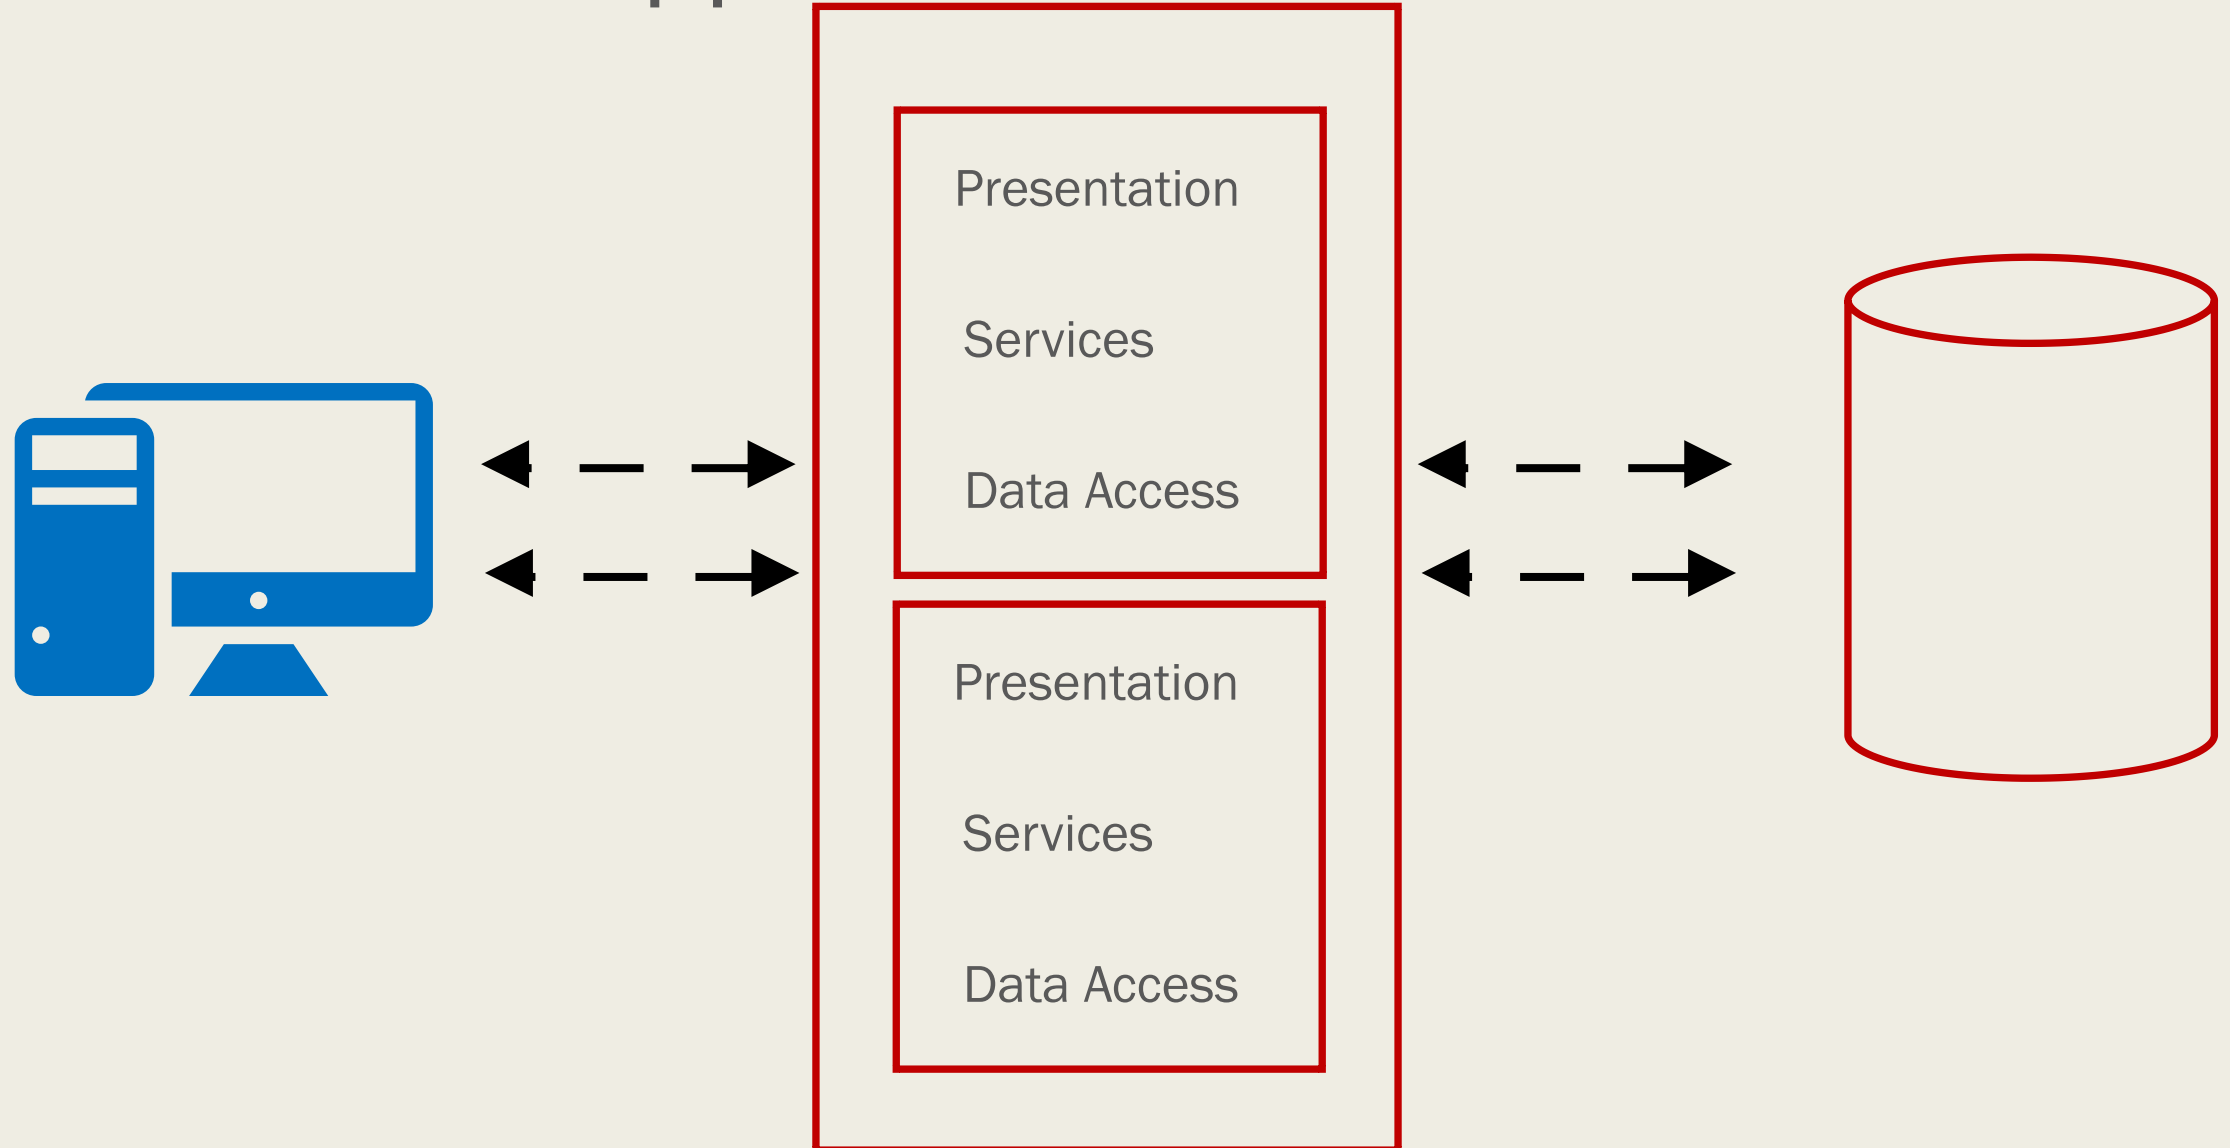 Presentation
Services
Data Access
Presentation
Services
Data Access